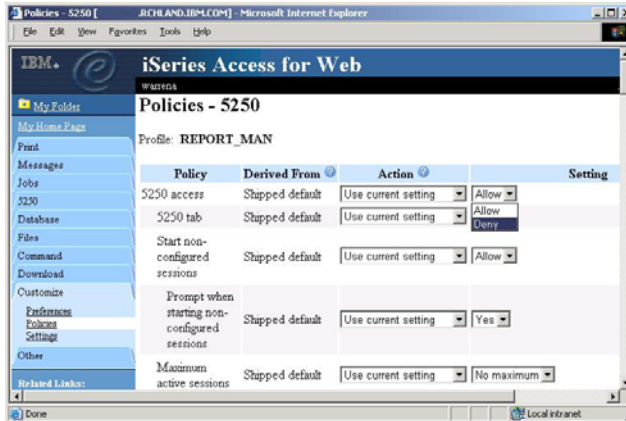 Policies - 5250 [ .RCHLAND.IBM.COM] - Microsoft Internet Explorer
File Edit View Favorites Tools Help
IBM.
iSeries Access for Web
warrena
My Folder
My Home Page
Print
Messages
Jobs
5250
Database
Files
Command
Download
Customize
Preferences
Policies
Settings
Other
Related Links:
Policies - 5250
Profile: REPORT_MAN
Policy Derived From Action Setting
5250 access Shipped default Use current setting Allow
Allow
Deny
5250 tab Shipped default Use current setting
Start non-
configured
sessions Shipped default Use current setting Allow
Prompt when
starting non-
configured
sessions Shipped default Use current setting Yes
Maximum
active sessions Shipped default Use current setting No maximum
Done Local intranet